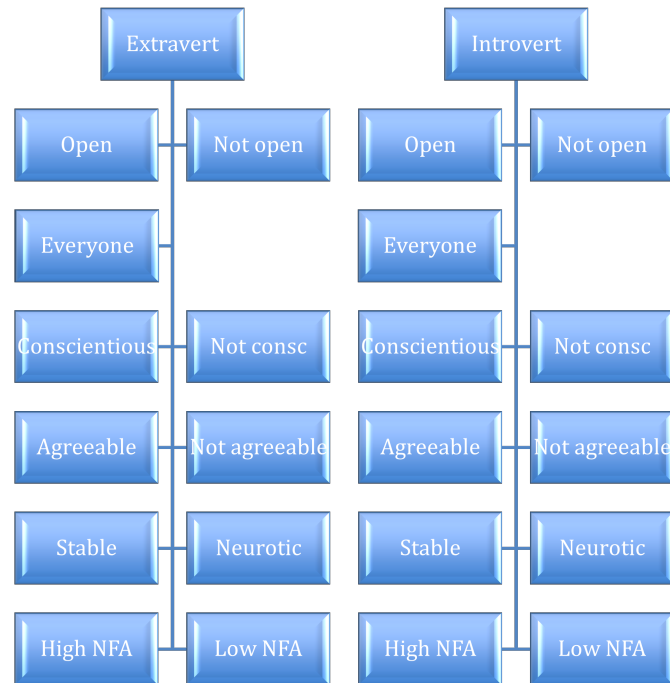 Extravert
Introvert
Open
Not open
Open
Not open
Everyone
Everyone
Conscientious
Not consc
Conscientious
Not consc
Agreeable
Not agreeable
Agreeable
Not agreeable
Stable
Neurotic
Stable
Neurotic
High NFA
Low NFA
High NFA
Low NFA